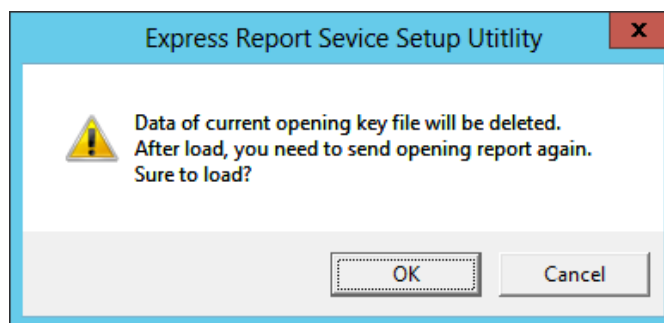 Express Report Sevice Setup Utitlity
x
Data of current opening key file will be deleted.
After load, you need to send opening report again.
Sure to load?
OK
Cancel